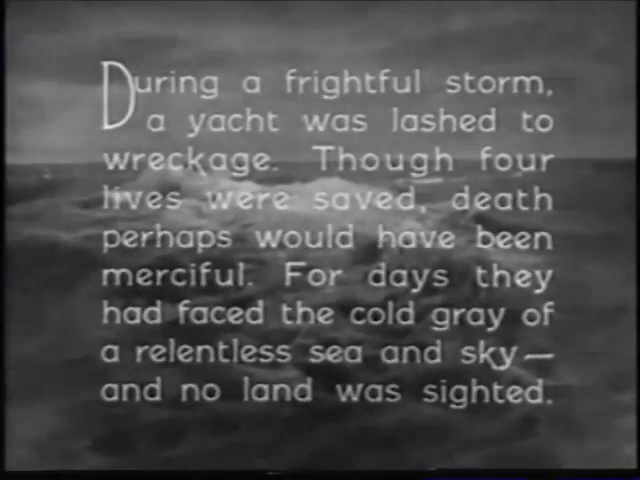 During a frightful storm,
a yacht was lashed to
wreckage. Though four
lives were saved, death
perhaps would have been
merciful. For days they
had faced the cold gray of
a relentless sea and sky—
and no land was sighted.